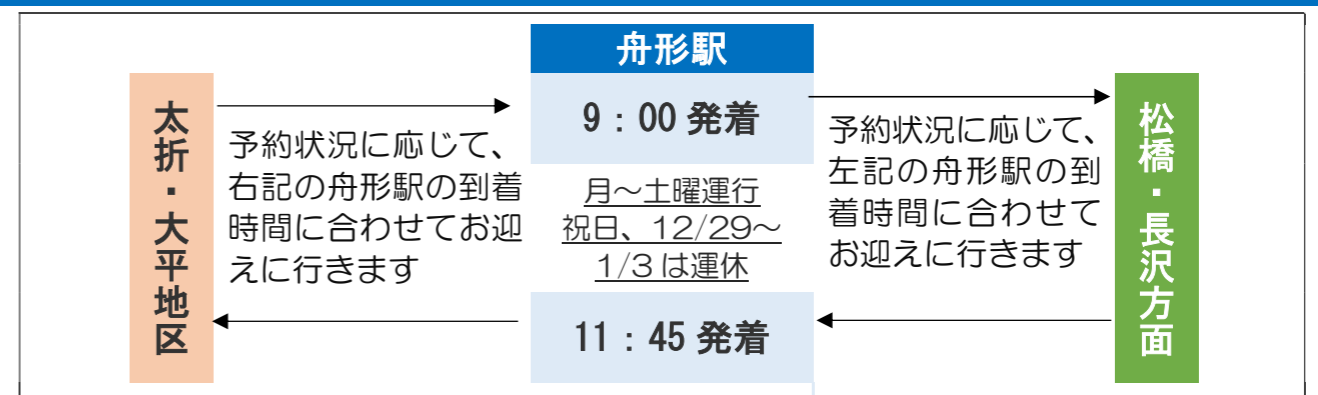 舟形駅
太折・大平地区
予約状況に応じて、
右記の舟形駅の到着
時間に合わせてお迎
えに行きます
9：00 発着
月～土曜運行
祝日、12/29～
1/3 は運休
11：45 発着
予約状況に応じて、
左記の舟形駅の到
着時間に合わせて
お迎えに行きます
松橋・長沢方面